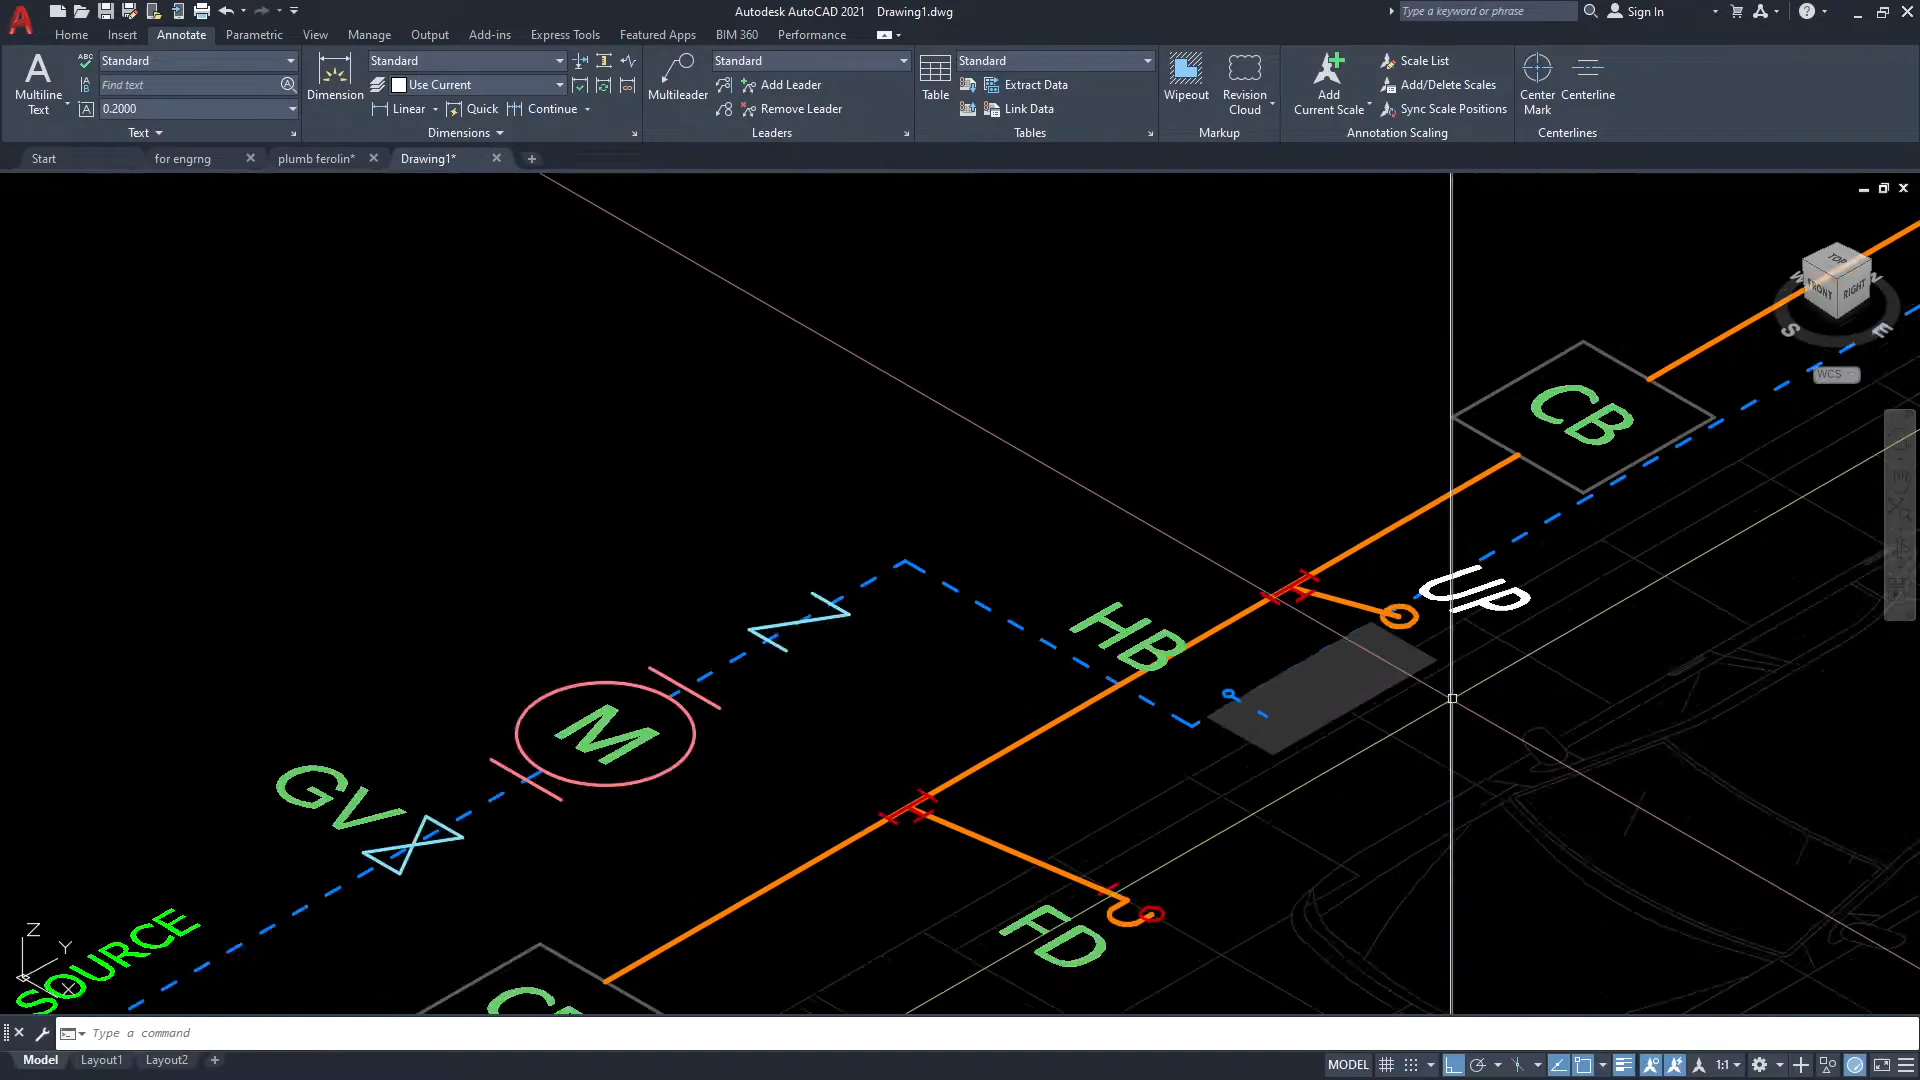 Autodesk AutoCAD 2021 Drawing1.dwg
Type a keyword or phrase
Sign In
Home Insert Annotate Parametric View Manage Output Add-ins Express Tools Featured Apps BIM 360 Performance
Multiline Text
ABC
Standard
Find text
0.2000
Text
Dimension
Standard
Use Current
Linear Quick Continue
Dimensions
Multileader
Standard
Add Leader
Remove Leader
Leaders
Table
Standard
Extract Data
Link Data
Tables
Wipeout
Revision Cloud
Markup
Add Current Scale
Scale List
Add/Delete Scales
Sync Scale Positions
Annotation Scaling
Center Mark
Centerline
Centerlines
Start for engrng plumb ferolin* Drawing1*
TOP
FRONT RIGHT
W N
S E
WCS
CB
UP
HB
M
GV
FD
SOURCE
Z
Y
X
Type a command
Model Layout1 Layout2
MODEL 1:1